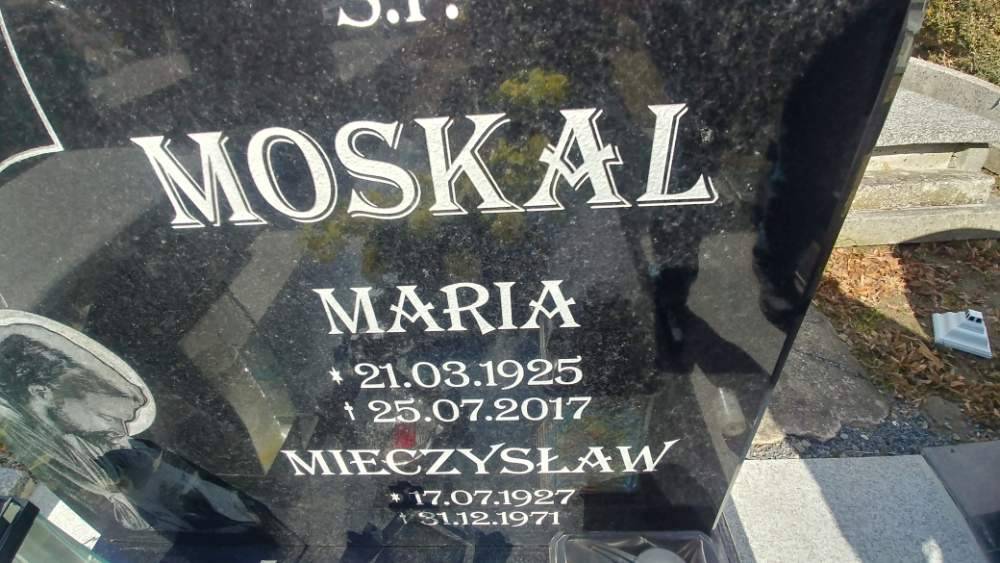 Ś.P.
MOSKAL
MARIA
* 21.03.1925
† 25.07.2017
MIECZYSŁAW
* 17.07.1927
† 31.12.1971